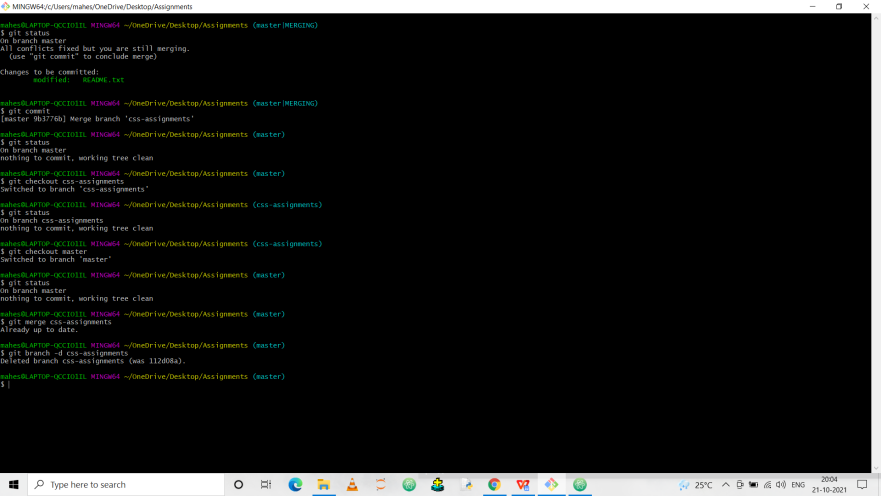 MINGW64:/c/Users/mahes/OneDrive/Desktop/Assignments
mahes@LAPTOP-QCCIO1IL MINGW64 ~/OneDrive/Desktop/Assignments (master|MERGING)
$ git status
On branch master
All conflicts fixed but you are still merging.
  (use "git commit" to conclude merge)
Changes to be committed:
        modified:   README.txt
mahes@LAPTOP-QCCIO1IL MINGW64 ~/OneDrive/Desktop/Assignments (master|MERGING)
$ git commit
[master 9b3776b] Merge branch 'css-assignments'
mahes@LAPTOP-QCCIO1IL MINGW64 ~/OneDrive/Desktop/Assignments (master)
$ git status
On branch master
nothing to commit, working tree clean
mahes@LAPTOP-QCCIO1IL MINGW64 ~/OneDrive/Desktop/Assignments (master)
$ git checkout css-assignments
Switched to branch 'css-assignments'
mahes@LAPTOP-QCCIO1IL MINGW64 ~/OneDrive/Desktop/Assignments (css-assignments)
$ git status
On branch css-assignments
nothing to commit, working tree clean
mahes@LAPTOP-QCCIO1IL MINGW64 ~/OneDrive/Desktop/Assignments (css-assignments)
$ git checkout master
Switched to branch 'master'
mahes@LAPTOP-QCCIO1IL MINGW64 ~/OneDrive/Desktop/Assignments (master)
$ git status
On branch master
nothing to commit, working tree clean
mahes@LAPTOP-QCCIO1IL MINGW64 ~/OneDrive/Desktop/Assignments (master)
$ git merge css-assignments
Already up to date.
mahes@LAPTOP-QCCIO1IL MINGW64 ~/OneDrive/Desktop/Assignments (master)
$ git branch -d css-assignments
Deleted branch css-assignments (was 112d08a).
mahes@LAPTOP-QCCIO1IL MINGW64 ~/OneDrive/Desktop/Assignments (master)
$
Type here to search
25°C
ENG
20:04
21-10-2021